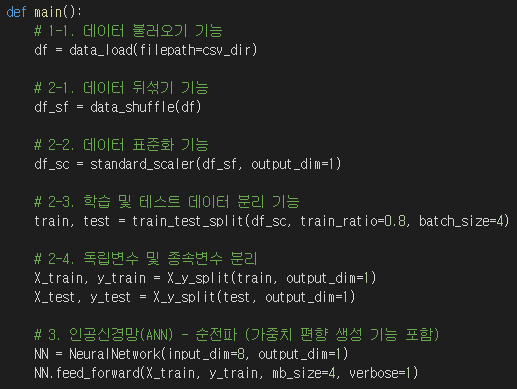 def main():
# 1-1. 데이터 불러오기 기능
df = data_load(filepath=csv_dir)
# 2-1. 데이터 뒤섞기 기능
df_sf = data_shuffle(df)
# 2-2. 데이터 표준화 기능
df_sc = standard_scaler(df_sf, output_dim=1)
# 2-3. 학습 및 테스트 데이터 분리 기능
train, test = train_test_split(df_sc, train_ratio=0.8, batch_size=4)
# 2-4. 독립변수 및 종속변수 분리
X_train, y_train = X_y_split(train, output_dim=1)
X_test, y_test = X_y_split(test, output_dim=1)
# 3. 인공신경망(ANN) - 순전파 (가중치 편향 생성 기능 포함)
NN = NeuralNetwork(input_dim=8, output_dim=1)
NN.feed_forward(X_train, y_train, mb_size=4, verbose=1)